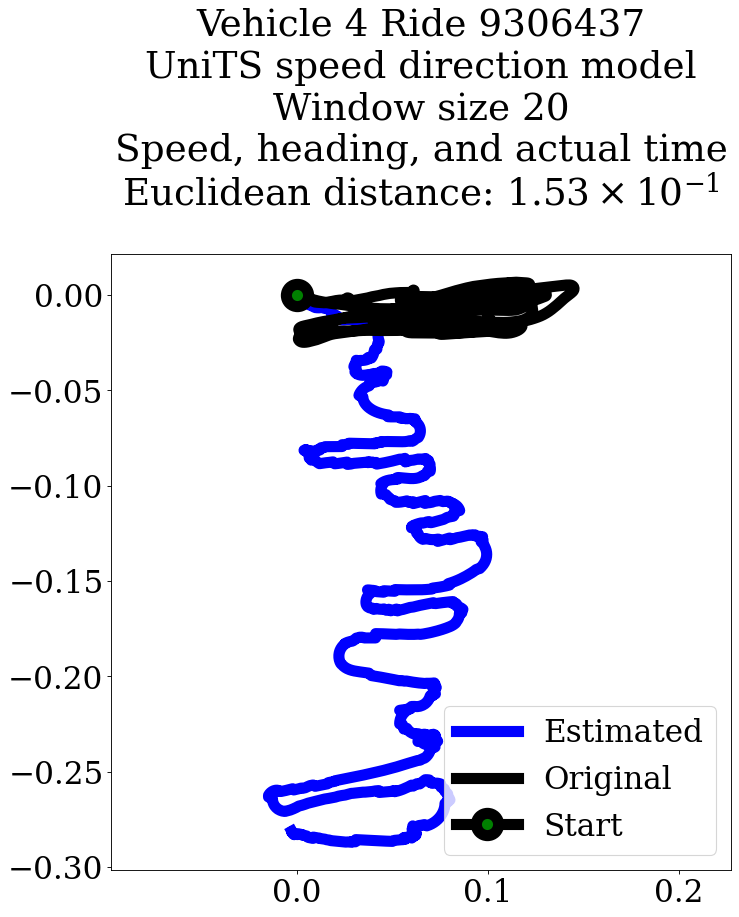 Vehicle 4 Ride 9306437
UniTS speed direction model
Window size 20
Speed, heading, and actual time
Euclidean distance: 1.53 × 10⁻¹
0.00
−0.05
−0.10
−0.15
−0.20
−0.25
−0.30
Estimated
Original
Start
0.0 0.1 0.2